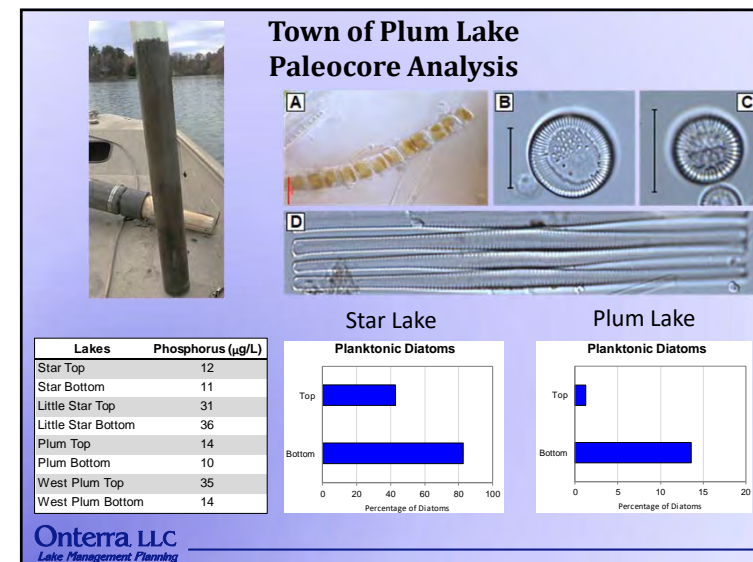 Town of Plum Lake
Paleocore Analysis
A
B
C
D
Star Lake
Plum Lake
Lakes Phosphorus (µg/L)
Star Top 12
Star Bottom 11
Little Star Top 31
Little Star Bottom 36
Plum Top 14
Plum Bottom 10
West Plum Top 35
West Plum Bottom 14
Planktonic Diatoms
Top
Bottom
0 20 40 60 80 100
Percentage of Diatoms
Planktonic Diatoms
Top
Bottom
0 5 10 15 20
Percentage of Diatoms
Onterra LLC
Lake Management Planning